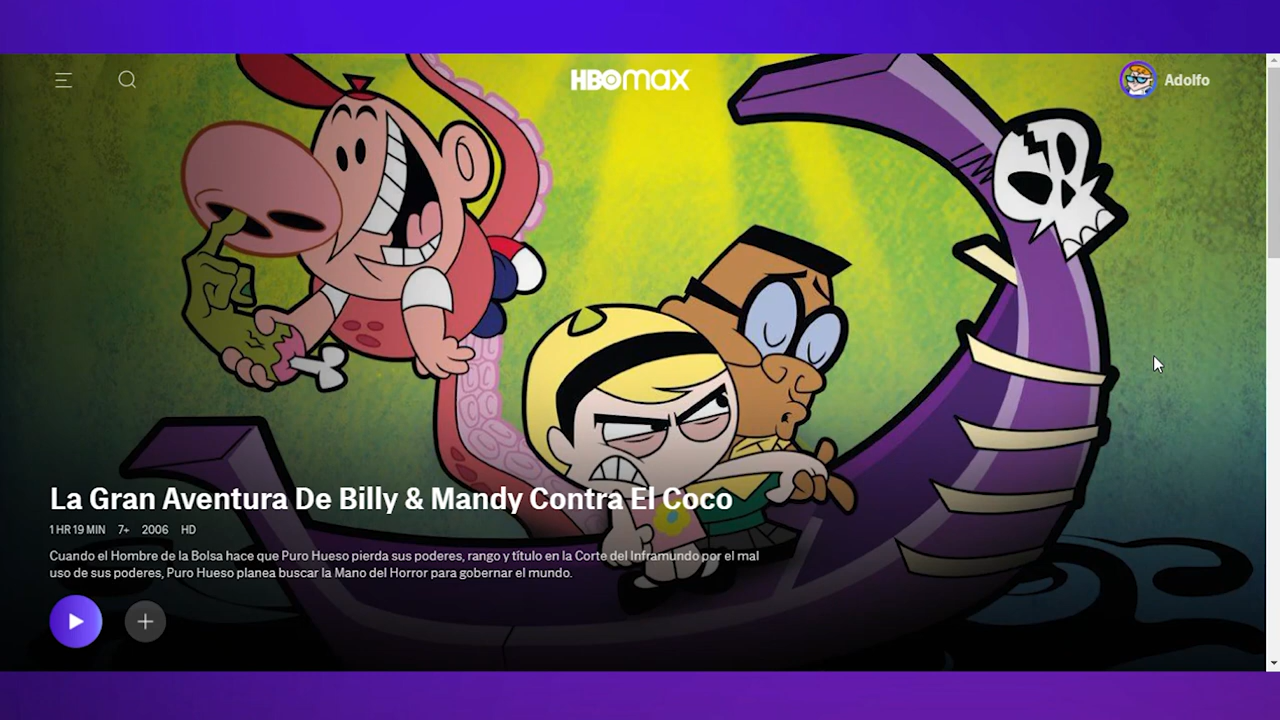 HBOmax
Adolfo
La Gran Aventura De Billy & Mandy Contra El Coco
1 HR 19 MIN 7+ 2006 HD
Cuando el Hombre de la Bolsa hace que Puro Hueso pierda sus poderes, rango y título en la Corte del Inframundo por el mal
uso de sus poderes, Puro Hueso planea buscar la Mano del Horror para gobernar el mundo.